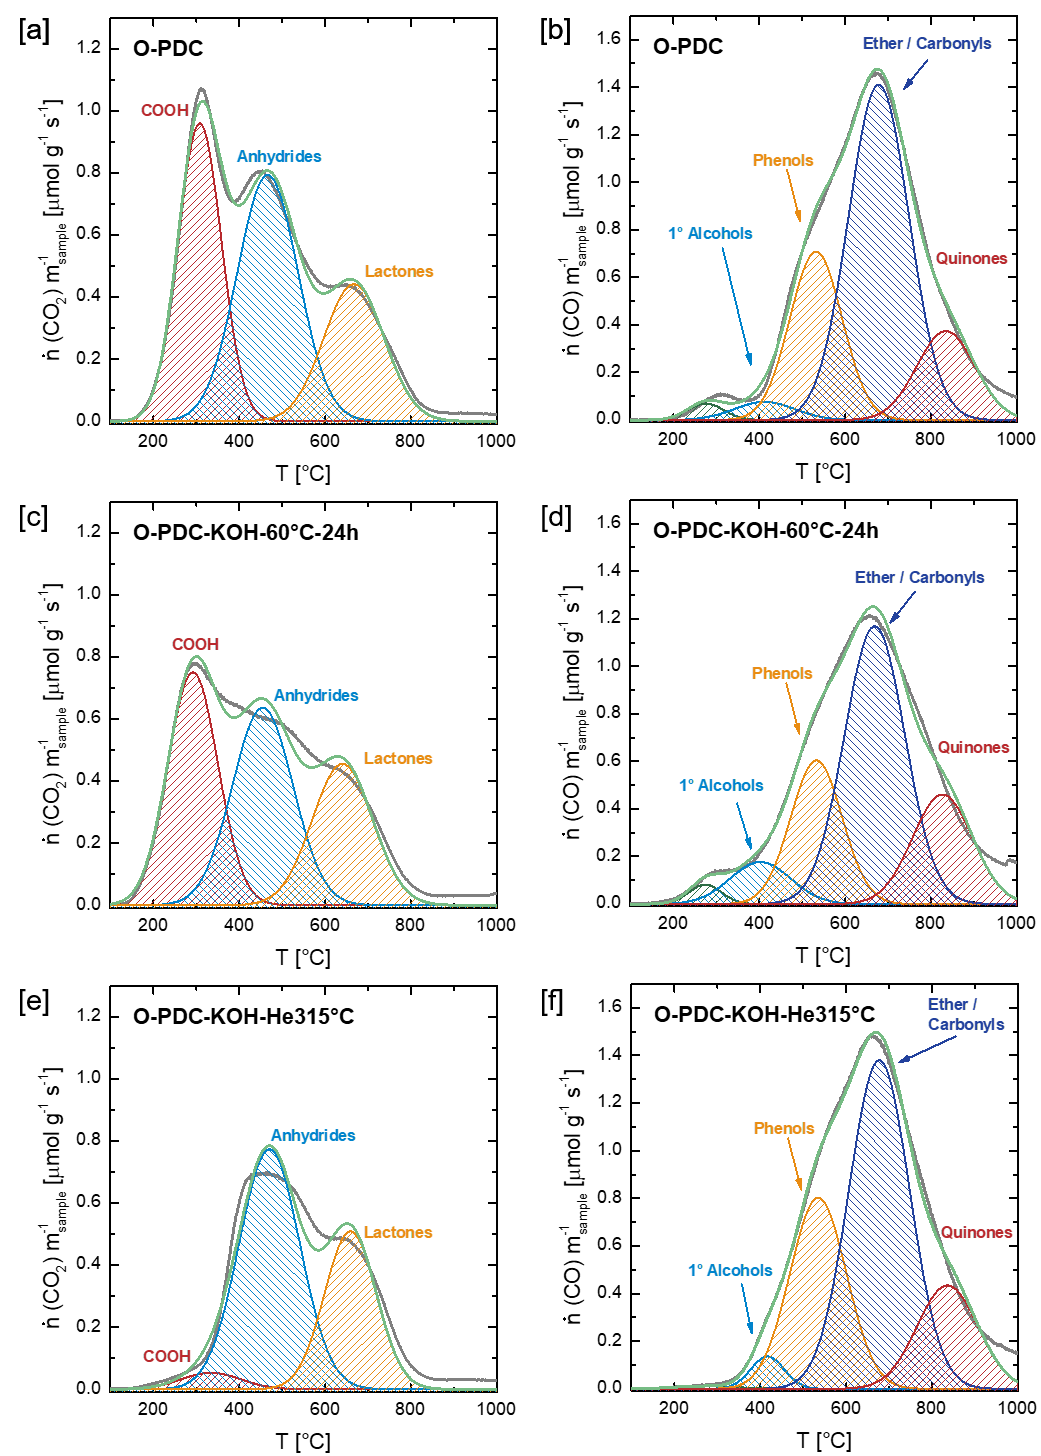 [a]
O-PDC
COOH
Anhydrides
Lactones
1.2
1.0
0.8
0.6
0.4
0.2
0.0
ṅ (CO2) m-1sample [µmol g-1 s-1]
200 400 600 800 1000
T [°C]
[b]
O-PDC
Ether / Carbonyls
Phenols
1° Alcohols
Quinones
1.6
1.4
1.2
1.0
0.8
0.6
0.4
0.2
0.0
ṅ (CO) m-1sample [µmol g-1 s-1]
200 400 600 800 1000
T [°C]
[c]
O-PDC-KOH-60°C-24h
COOH
Anhydrides
Lactones
1.2
1.0
0.8
0.6
0.4
0.2
0.0
ṅ (CO2) m-1sample [µmol g-1 s-1]
200 400 600 800 1000
T [°C]
[d]
O-PDC-KOH-60°C-24h
Ether / Carbonyls
Phenols
1° Alcohols
Quinones
1.6
1.4
1.2
1.0
0.8
0.6
0.4
0.2
0.0
ṅ (CO) m-1sample [µmol g-1 s-1]
200 400 600 800 1000
T [°C]
[e]
O-PDC-KOH-He315°C
Anhydrides
Lactones
COOH
1.2
1.0
0.8
0.6
0.4
0.2
0.0
ṅ (CO2) m-1sample [µmol g-1 s-1]
200 400 600 800 1000
T [°C]
[f]
O-PDC-KOH-He315°C
Ether /
Carbonyls
Phenols
Quinones
1° Alcohols
1.6
1.4
1.2
1.0
0.8
0.6
0.4
0.2
0.0
ṅ (CO) m-1sample [µmol g-1 s-1]
200 400 600 800 1000
T [°C]